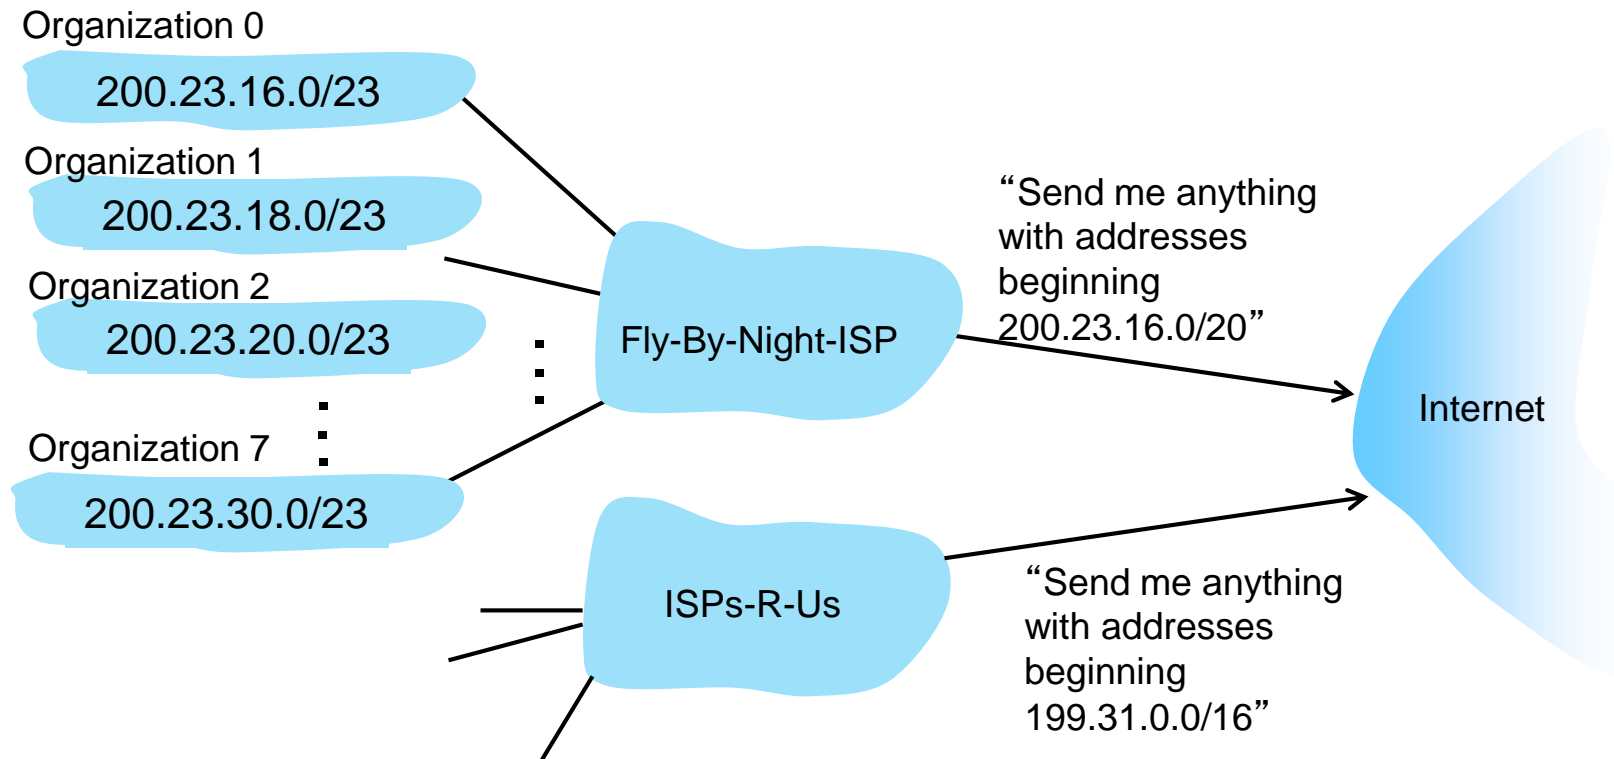 Organization 0
200.23.16.0/23
Organization 1
200.23.18.0/23
Organization 2
200.23.20.0/23
Organization 7
200.23.30.0/23
Fly-By-Night-ISP
“Send me anything
with addresses
beginning
200.23.16.0/20”
Internet
ISPs-R-Us
“Send me anything
with addresses
beginning
199.31.0.0/16”